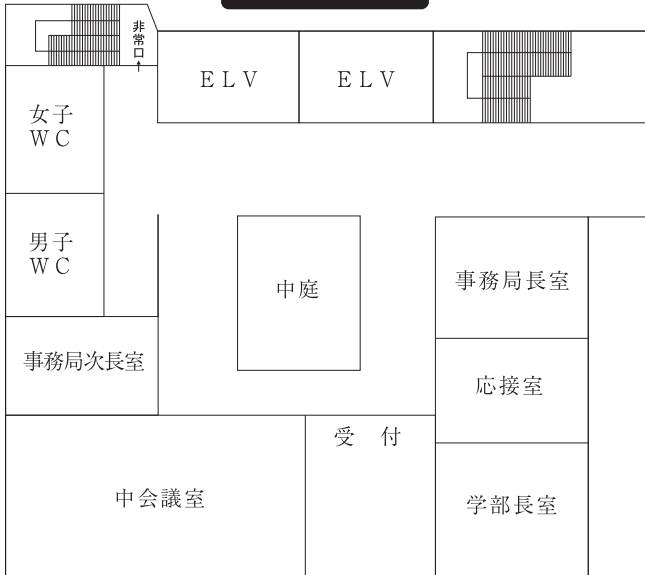 非常口
↑
ＥＬＶ
ＥＬＶ
女子
ＷＣ
男子
ＷＣ
中庭
事務局長室
事務局次長室
応接室
受　付
中会議室
学部長室